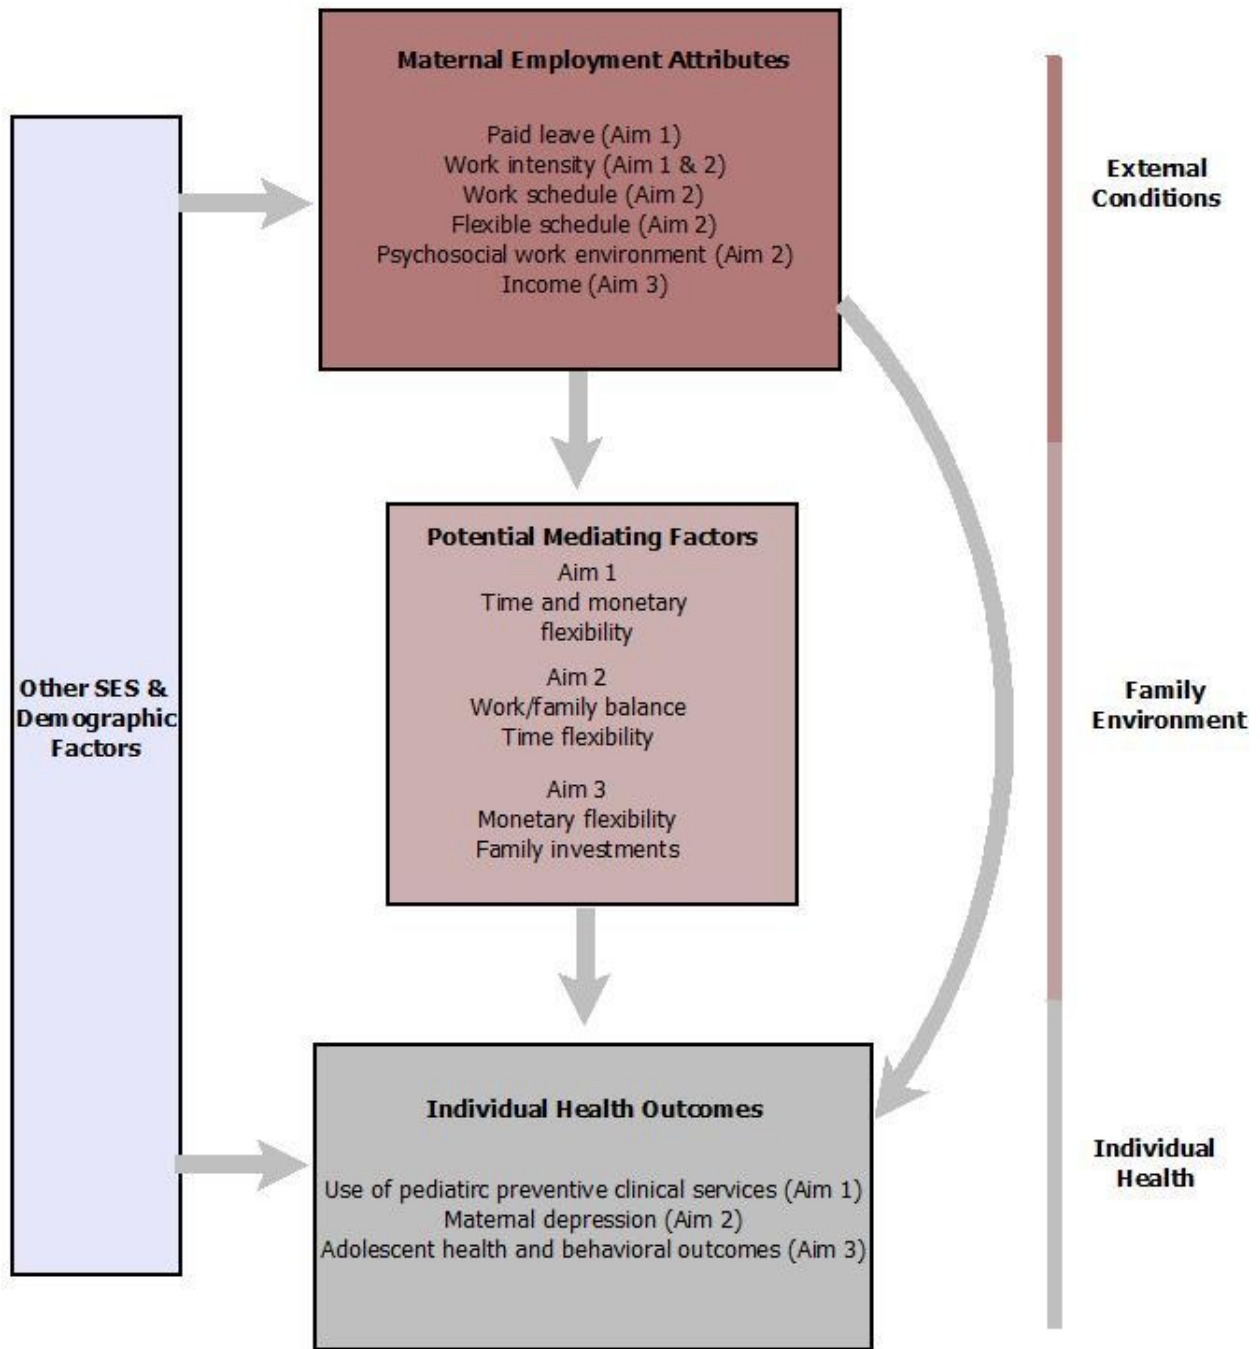 Maternal Employment Attributes
Paid leave (Aim 1)
Work intensity (Aim 1 & 2)
Work schedule (Aim 2)
Flexible schedule (Aim 2)
Psychosocial work environment (Aim 2)
Income (Aim 3)
External
Conditions
Other SES &
Demographic
Factors
Potential Mediating Factors
Aim 1
Time and monetary
flexibility
Aim 2
Work/family balance
Time flexibility
Aim 3
Monetary flexibility
Family investments
Family
Environment
Individual Health Outcomes
Use of pediatirc preventive clinical services (Aim 1)
Maternal depression (Aim 2)
Adolescent health and behavioral outcomes (Aim 3)
Individual
Health